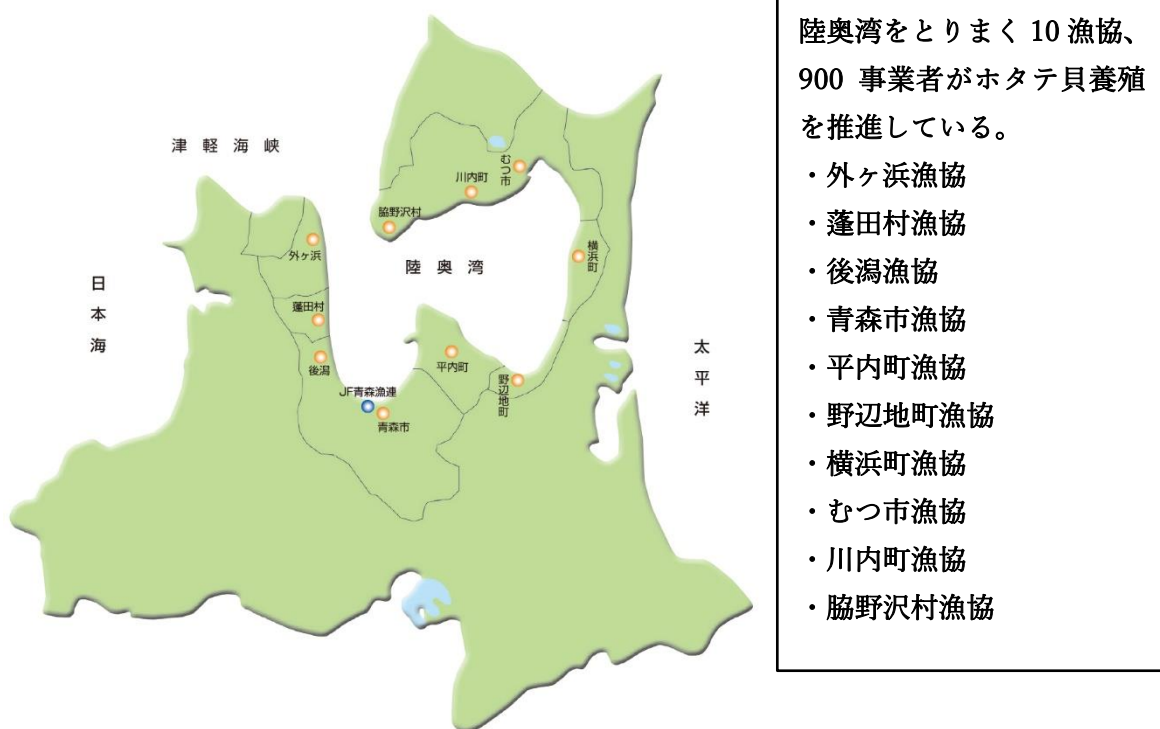 津軽海峡
日本海
陸奥湾
太平洋
むつ市
川内町
脇野沢村
外ヶ浜
横浜町
蓬田村
後潟
平内町
野辺地町
JF青森漁連
青森市
陸奥湾をとりまく 10 漁協、
900 事業者がホタテ貝養殖
を推進している。
・外ヶ浜漁協
・蓬田村漁協
・後潟漁協
・青森市漁協
・平内町漁協
・野辺地町漁協
・横浜町漁協
・むつ市漁協
・川内町漁協
・脇野沢村漁協